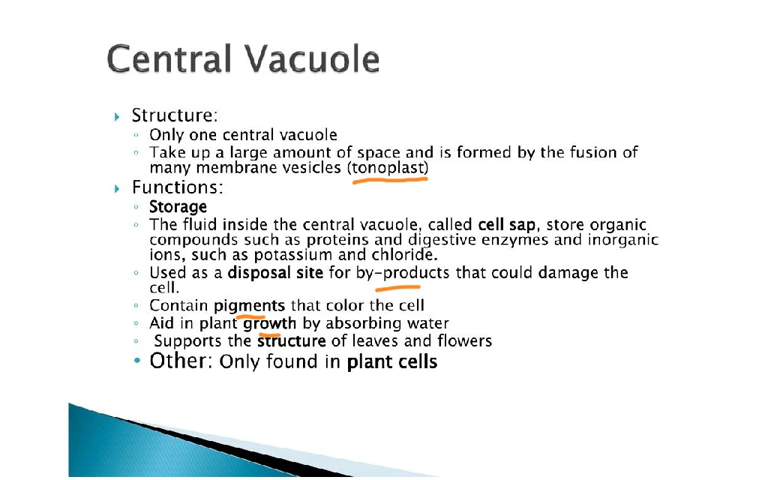 Central Vacuole
Structure:
Only one central vacuole
Take up a large amount of space and is formed by the fusion of
many membrane vesicles (tonoplast)
Functions:
Storage
The fluid inside the central vacuole, called cell sap, store organic
compounds such as proteins and digestive enzymes and inorganic
ions, such as potassium and chloride.
Used as a disposal site for by-products that could damage the
cell.
Contain pigments that color the cell
Aid in plant growth by absorbing water
Supports the structure of leaves and flowers
Other: Only found in plant cells